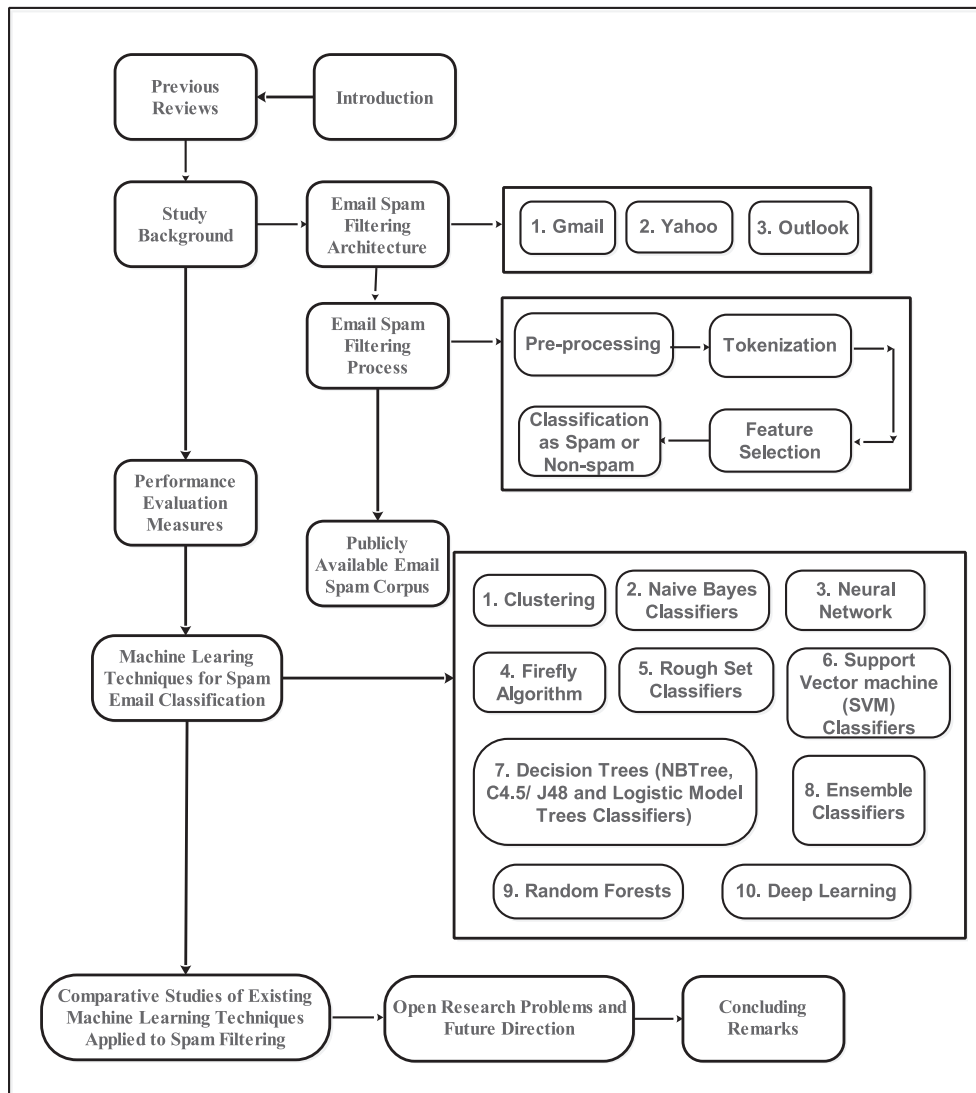 Previous
Reviews
Introduction
Study
Background
Email Spam
Filtering
Architecture
1. Gmail
2. Yahoo
3. Outlook
Email Spam
Filtering
Process
Pre-processing
Tokenization
Classification
as Spam or
Non-spam
Feature
Selection
Performance
Evaluation
Measures
Publicly
Available Email
Spam Corpus
Machine Learing
Techniques for Spam
Email Classification
1. Clustering
2. Naive Bayes
Classifiers
3. Neural
Network
4. Firefly
Algorithm
5. Rough Set
Classifiers
6. Support
Vector machine
(SVM)
Classifiers
7. Decision Trees (NBTree,
C4.5/ J48 and Logistic Model
Trees Classifiers)
8. Ensemble
Classifiers
9. Random Forests
10. Deep Learning
Comparative Studies of Existing
Machine Learning Techniques
Applied to Spam Filtering
Open Research Problems and
Future Direction
Concluding
Remarks